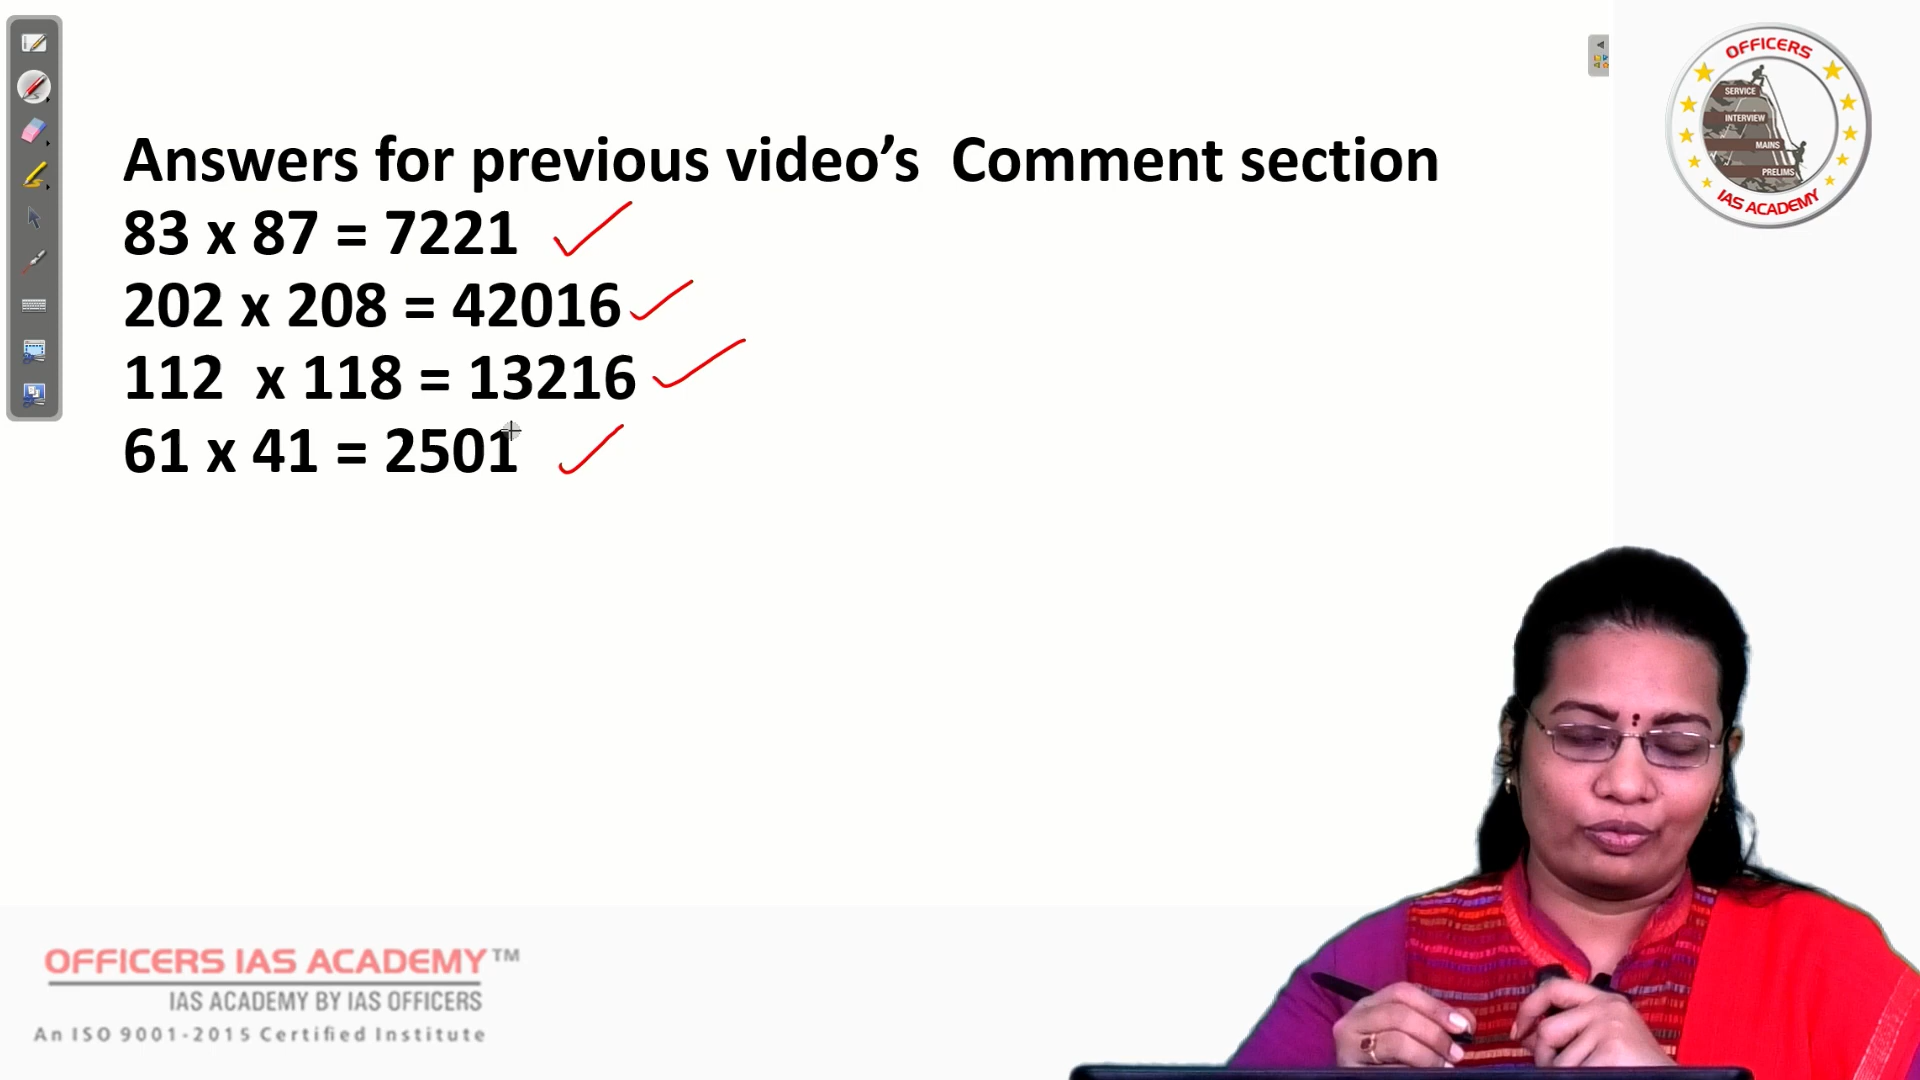 Answers for previous video’s Comment section
83 x 87 = 7221
202 x 208 = 42016
112 x 118 = 13216
61 x 41 = 2501
OFFICERS
SERVICE
INTERVIEW
MAINS
PRELIMS
IAS ACADEMY
OFFICERS IAS ACADEMY™
IAS ACADEMY BY IAS OFFICERS
An ISO 9001-2015 Certified Institute